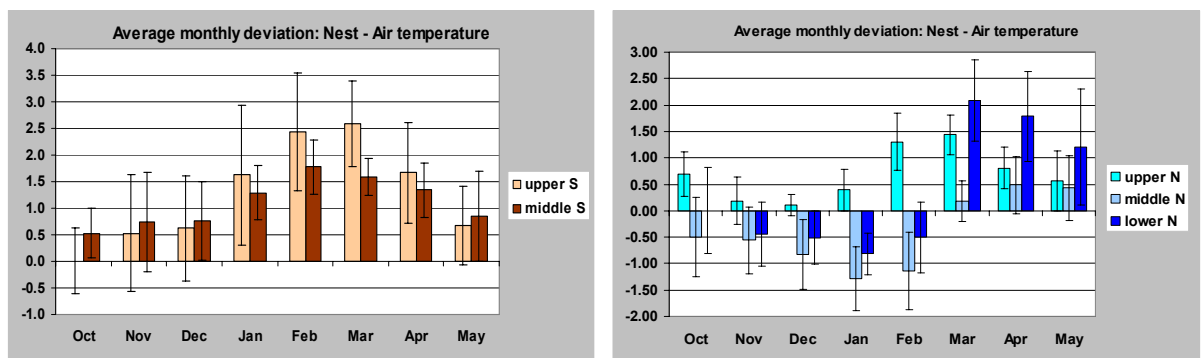 Average monthly deviation: Nest - Air temperature
4.0
3.5
3.0
2.5
2.0
1.5
1.0
0.5
0.0
-0.5
-1.0
Oct Nov Dec Jan Feb Mar Apr May
upper S
middle S
Average monthly deviation: Nest - Air temperature
3.00
2.50
2.00
1.50
1.00
0.50
0.00
-0.50
-1.00
-1.50
-2.00
Oct Nov Dec Jan Feb Mar Apr May
upper N
middle N
lower N